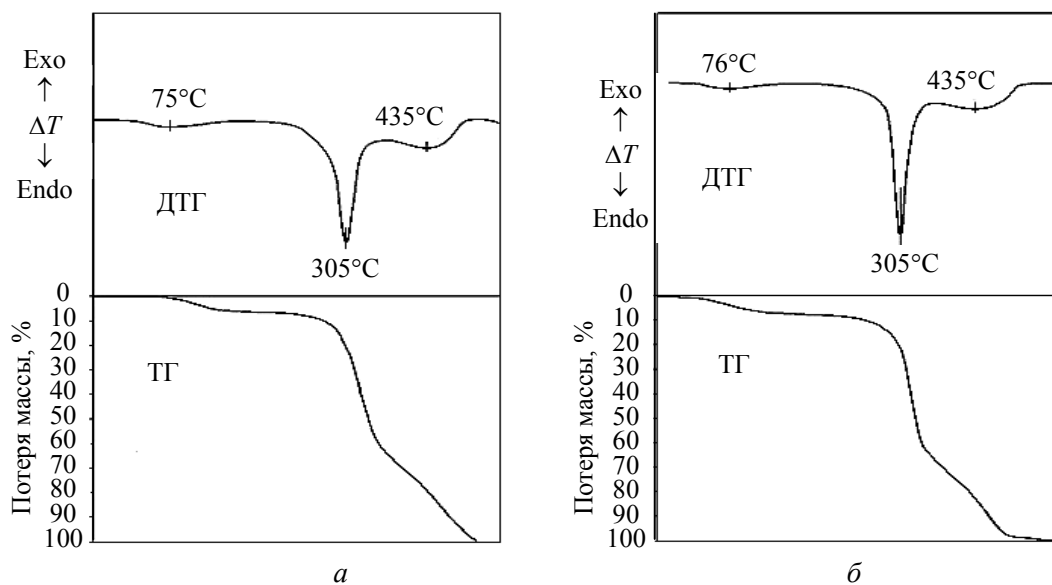 Exo
↑
ΔT
↓
Endo
75°C
435°C
ДТГ
305°C
0
10
20
30
40
50
60
70
80
90
100
Потеря массы, %
ТГ
а
Exo
↑
ΔT
↓
Endo
76°C
435°C
ДТГ
305°C
0
10
20
30
40
50
60
70
80
90
100
Потеря массы, %
ТГ
б